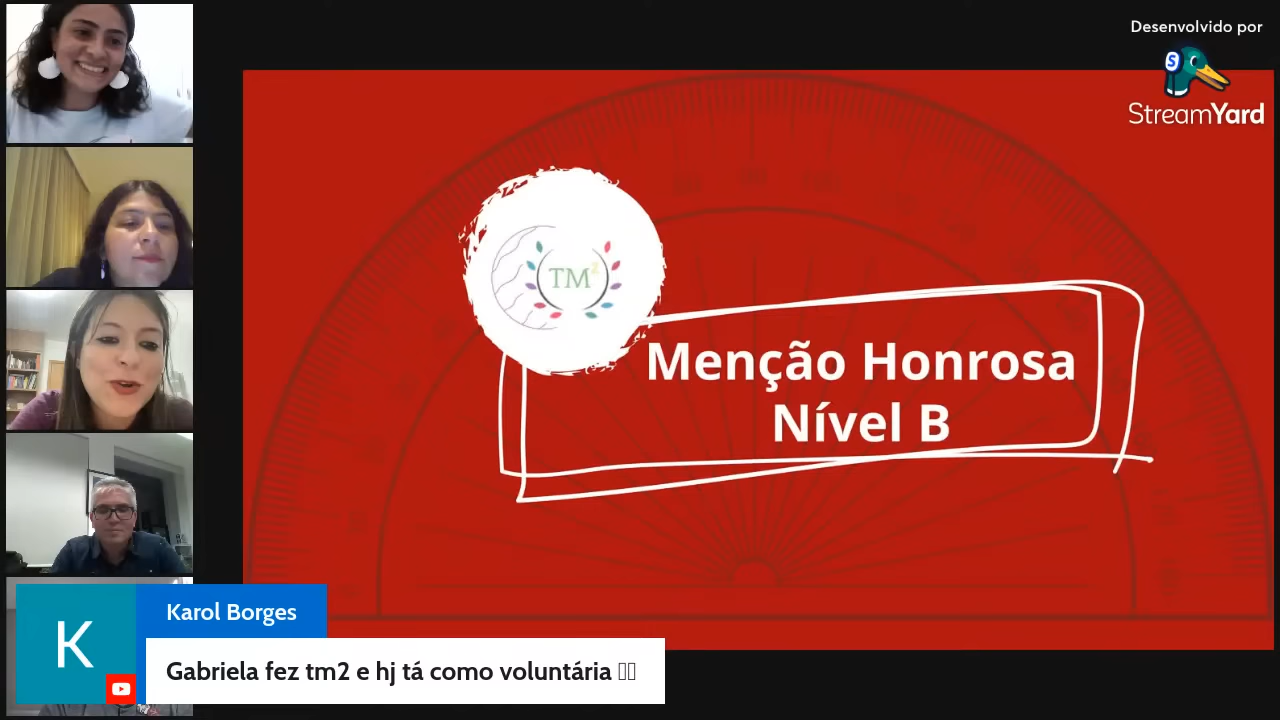 Desenvolvido por
StreamYard
TM²
Menção Honrosa
Nível B
K
Karol Borges
Gabriela fez tm2 e hj tá como voluntária